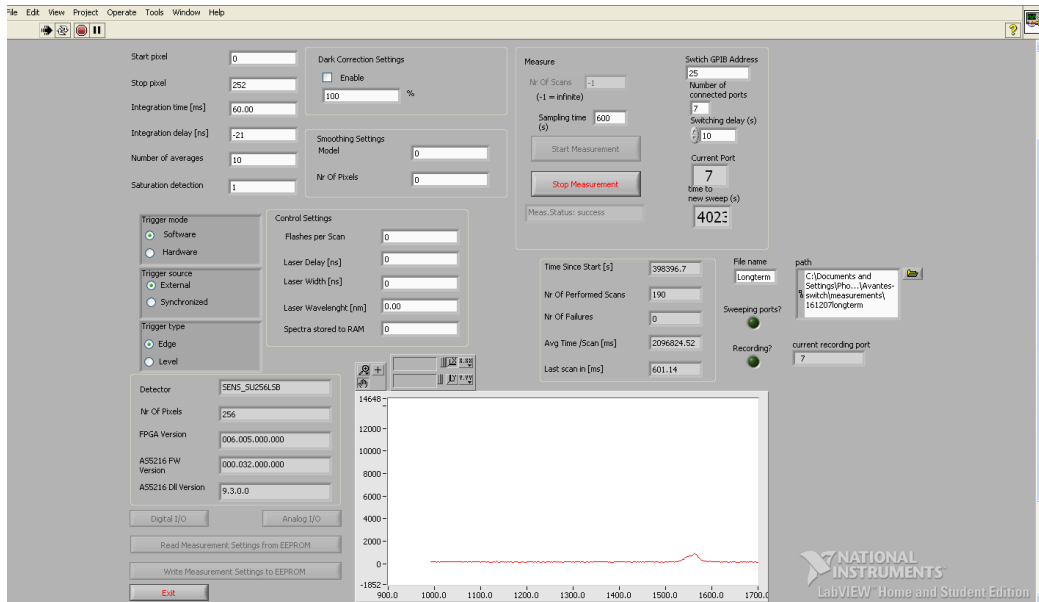 File Edit View Project Operate Tools Window Help
Start pixel 0
Stop pixel 252
Integration time [ms] 60.00
Integration delay [ns] -21
Number of averages 10
Saturation detection 1
Dark Correction Settings
Enable
100 %
Smoothing Settings
Model 0
Nr Of Pixels 0
Measure
Nr Of Scans -1
(-1 = infinite)
Sampling time 600
(s)
Start Measurement
Stop Measurement
Meas.Status: success
Swtich GPIB Address
25
Number of
connected ports
7
Switching delay (s)
10
Current Port
7
time to
new sweep (s)
402
Trigger mode
Software
Hardware
Trigger source
External
Synchronized
Trigger type
Edge
Level
Control Settings
Flashes per Scan 0
Laser Delay [ns] 0
Laser Width [ns] 0
Laser Wavelenght [nm] 0.00
Spectra stored to RAM 0
Time Since Start [s] 398396.7
Nr Of Performed Scans 190
Nr Of Failures 0
Avg Time /Scan [ms] 2096824.52
Last scan in [ms] 601.14
File name
Longterm
Sweeping ports?
Recording?
path
C:\Documents and
Settings\Pho...\Avantes-
switch\measurements\
161207longterm
current recording port
7
Detector SENS_SU256LSB
Nr Of Pixels 256
FPGA Version 006.005.000.000
AS5216 FW
Version 000.032.000.000
AS5216 Dll Version 9.3.0.0
Digital I/O Analog I/O
Read Measurement Settings from EEPROM
Write Measurement Settings to EEPROM
Exit
14648
12000
10000
8000
6000
4000
2000
0
-1852
900.0 1000.0 1100.0 1200.0 1300.0 1400.0 1500.0 1600.0 1700.0
NATIONAL
INSTRUMENTS
LabVIEW Home and Student Edition